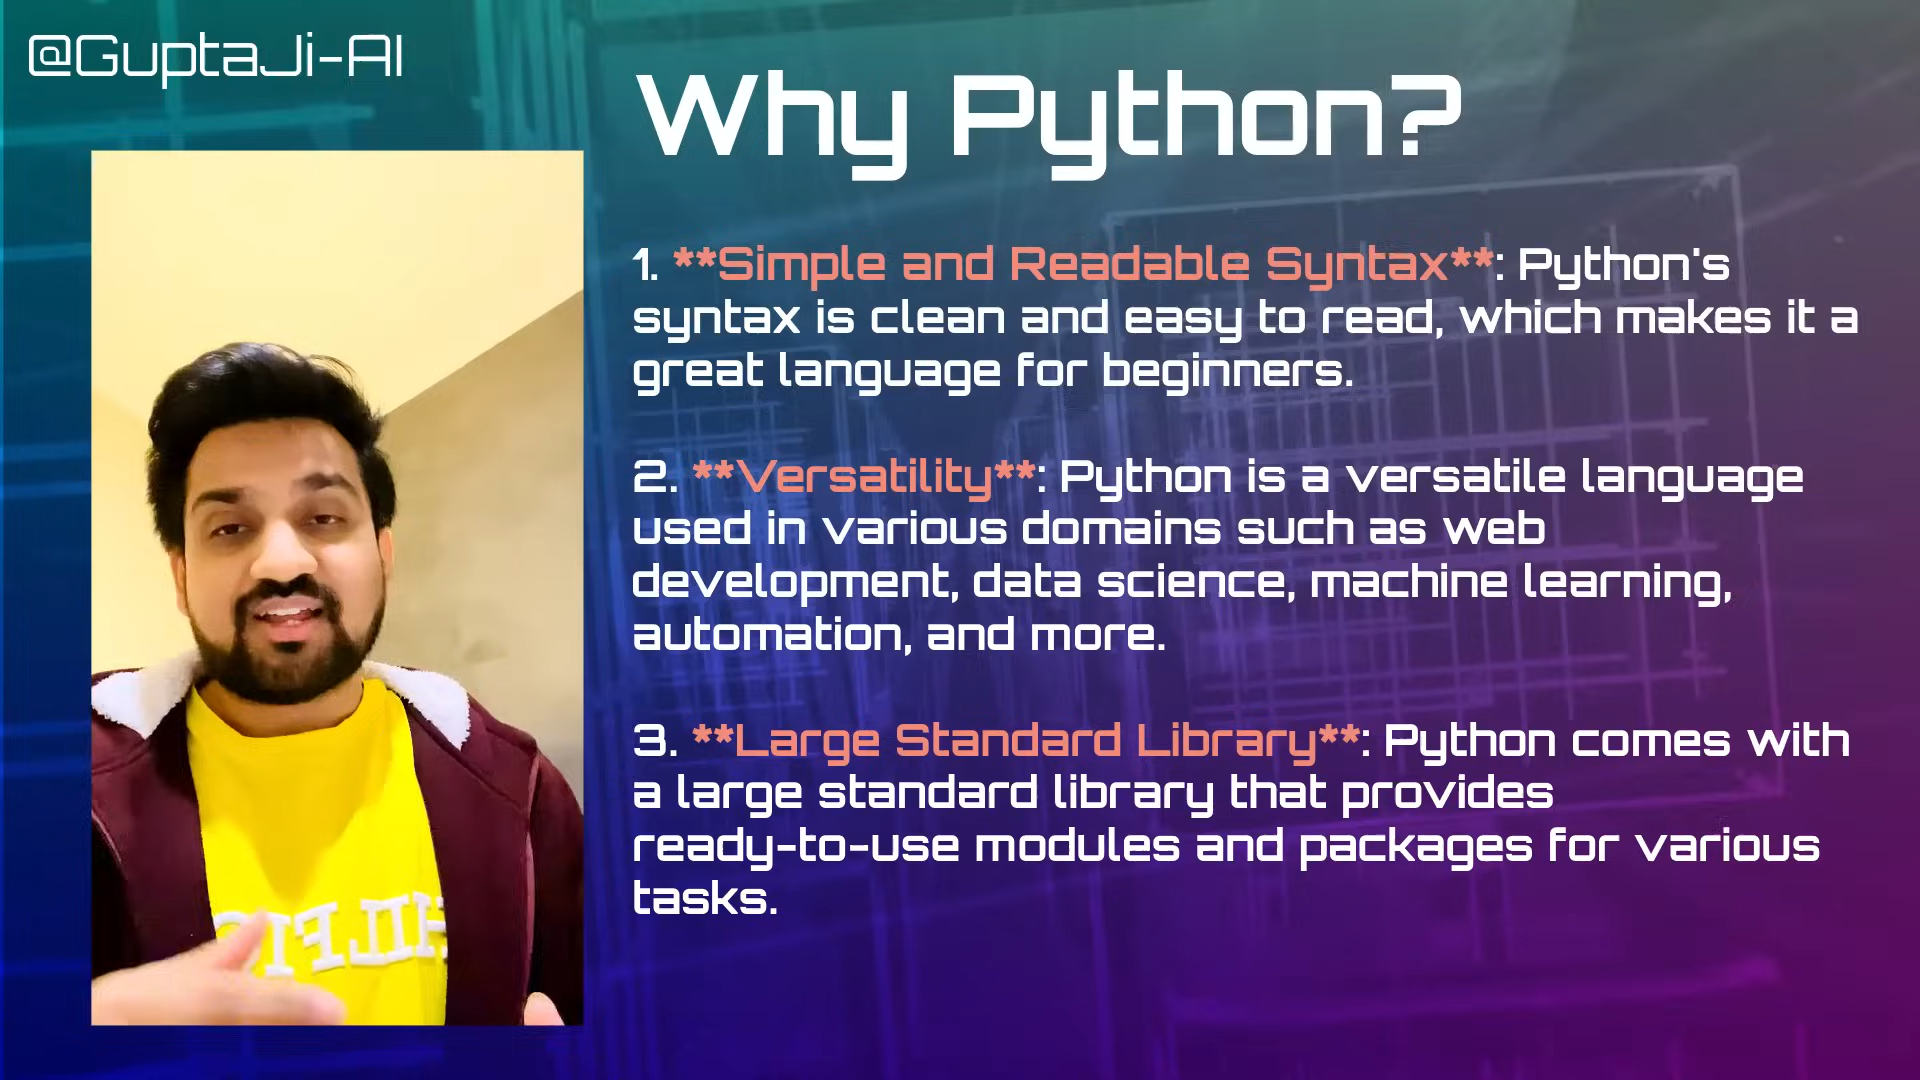 @GuptaJi-AI
Why Python?
1. **Simple and Readable Syntax**: Python's
syntax is clean and easy to read, which makes it a
great language for beginners.
2. **Versatility**: Python is a versatile language
used in various domains such as web
development, data science, machine learning,
automation, and more.
3. **Large Standard Library**: Python comes with
a large standard library that provides
ready-to-use modules and packages for various
tasks.